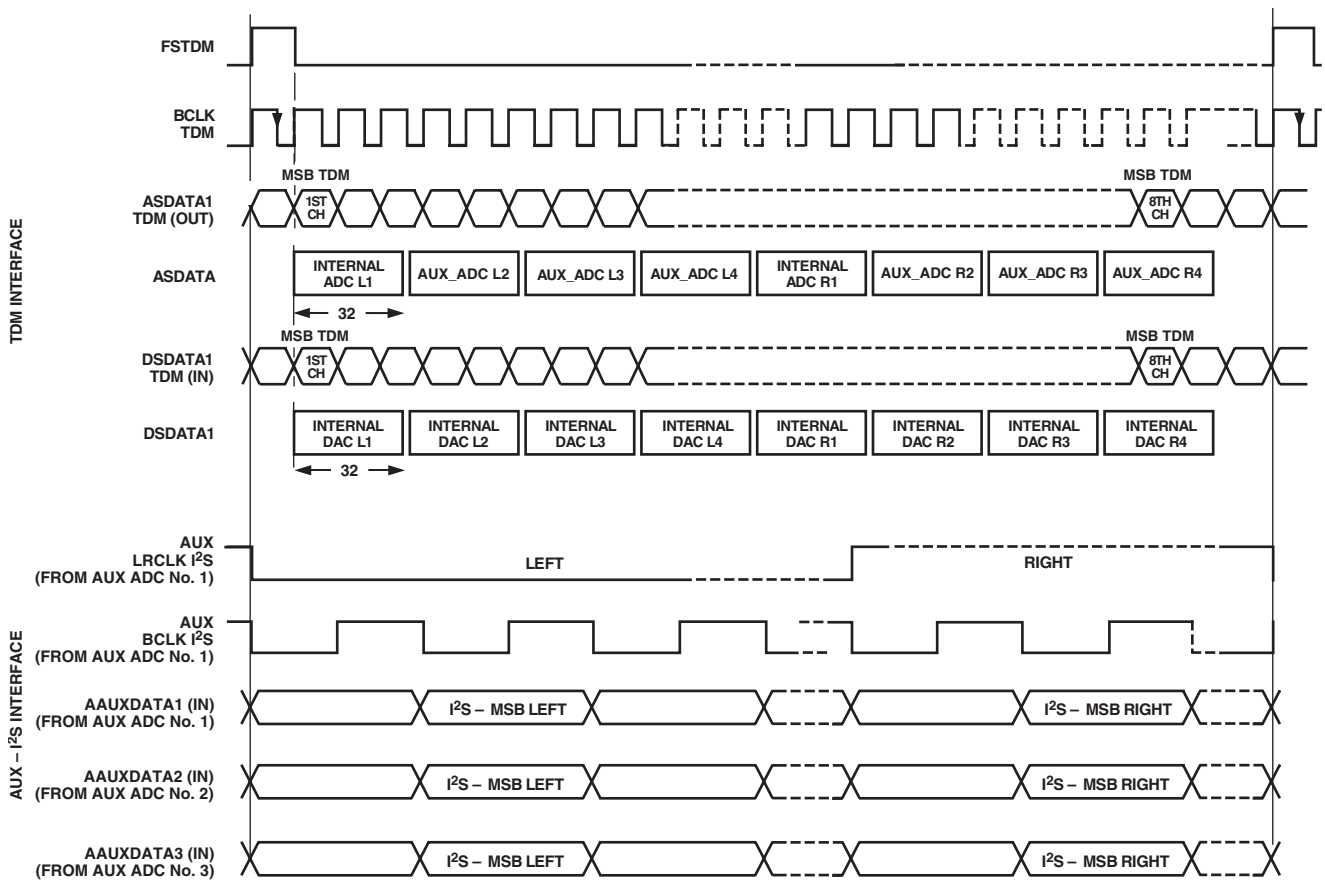 TDM INTERFACE
FSTDM
BCLK
TDM
MSB TDM
MSB TDM
ASDATA1
TDM (OUT)
1ST
CH
8TH
CH
ASDATA
INTERNAL
ADC L1
AUX_ADC L2
AUX_ADC L3
AUX_ADC L4
INTERNAL
ADC R1
AUX_ADC R2
AUX_ADC R3
AUX_ADC R4
32
MSB TDM
MSB TDM
DSDATA1
TDM (IN)
1ST
CH
8TH
CH
DSDATA1
INTERNAL
DAC L1
INTERNAL
DAC L2
INTERNAL
DAC L3
INTERNAL
DAC L4
INTERNAL
DAC R1
INTERNAL
DAC R2
INTERNAL
DAC R3
INTERNAL
DAC R4
32
AUX – I²S INTERFACE
AUX
LRCLK I²S
(FROM AUX ADC No. 1)
LEFT
RIGHT
AUX
BCLK I²S
(FROM AUX ADC No. 1)
AAUXDATA1 (IN)
(FROM AUX ADC No. 1)
I²S – MSB LEFT
I²S – MSB RIGHT
AAUXDATA2 (IN)
(FROM AUX ADC No. 2)
I²S – MSB LEFT
I²S – MSB RIGHT
AAUXDATA3 (IN)
(FROM AUX ADC No. 3)
I²S – MSB LEFT
I²S – MSB RIGHT